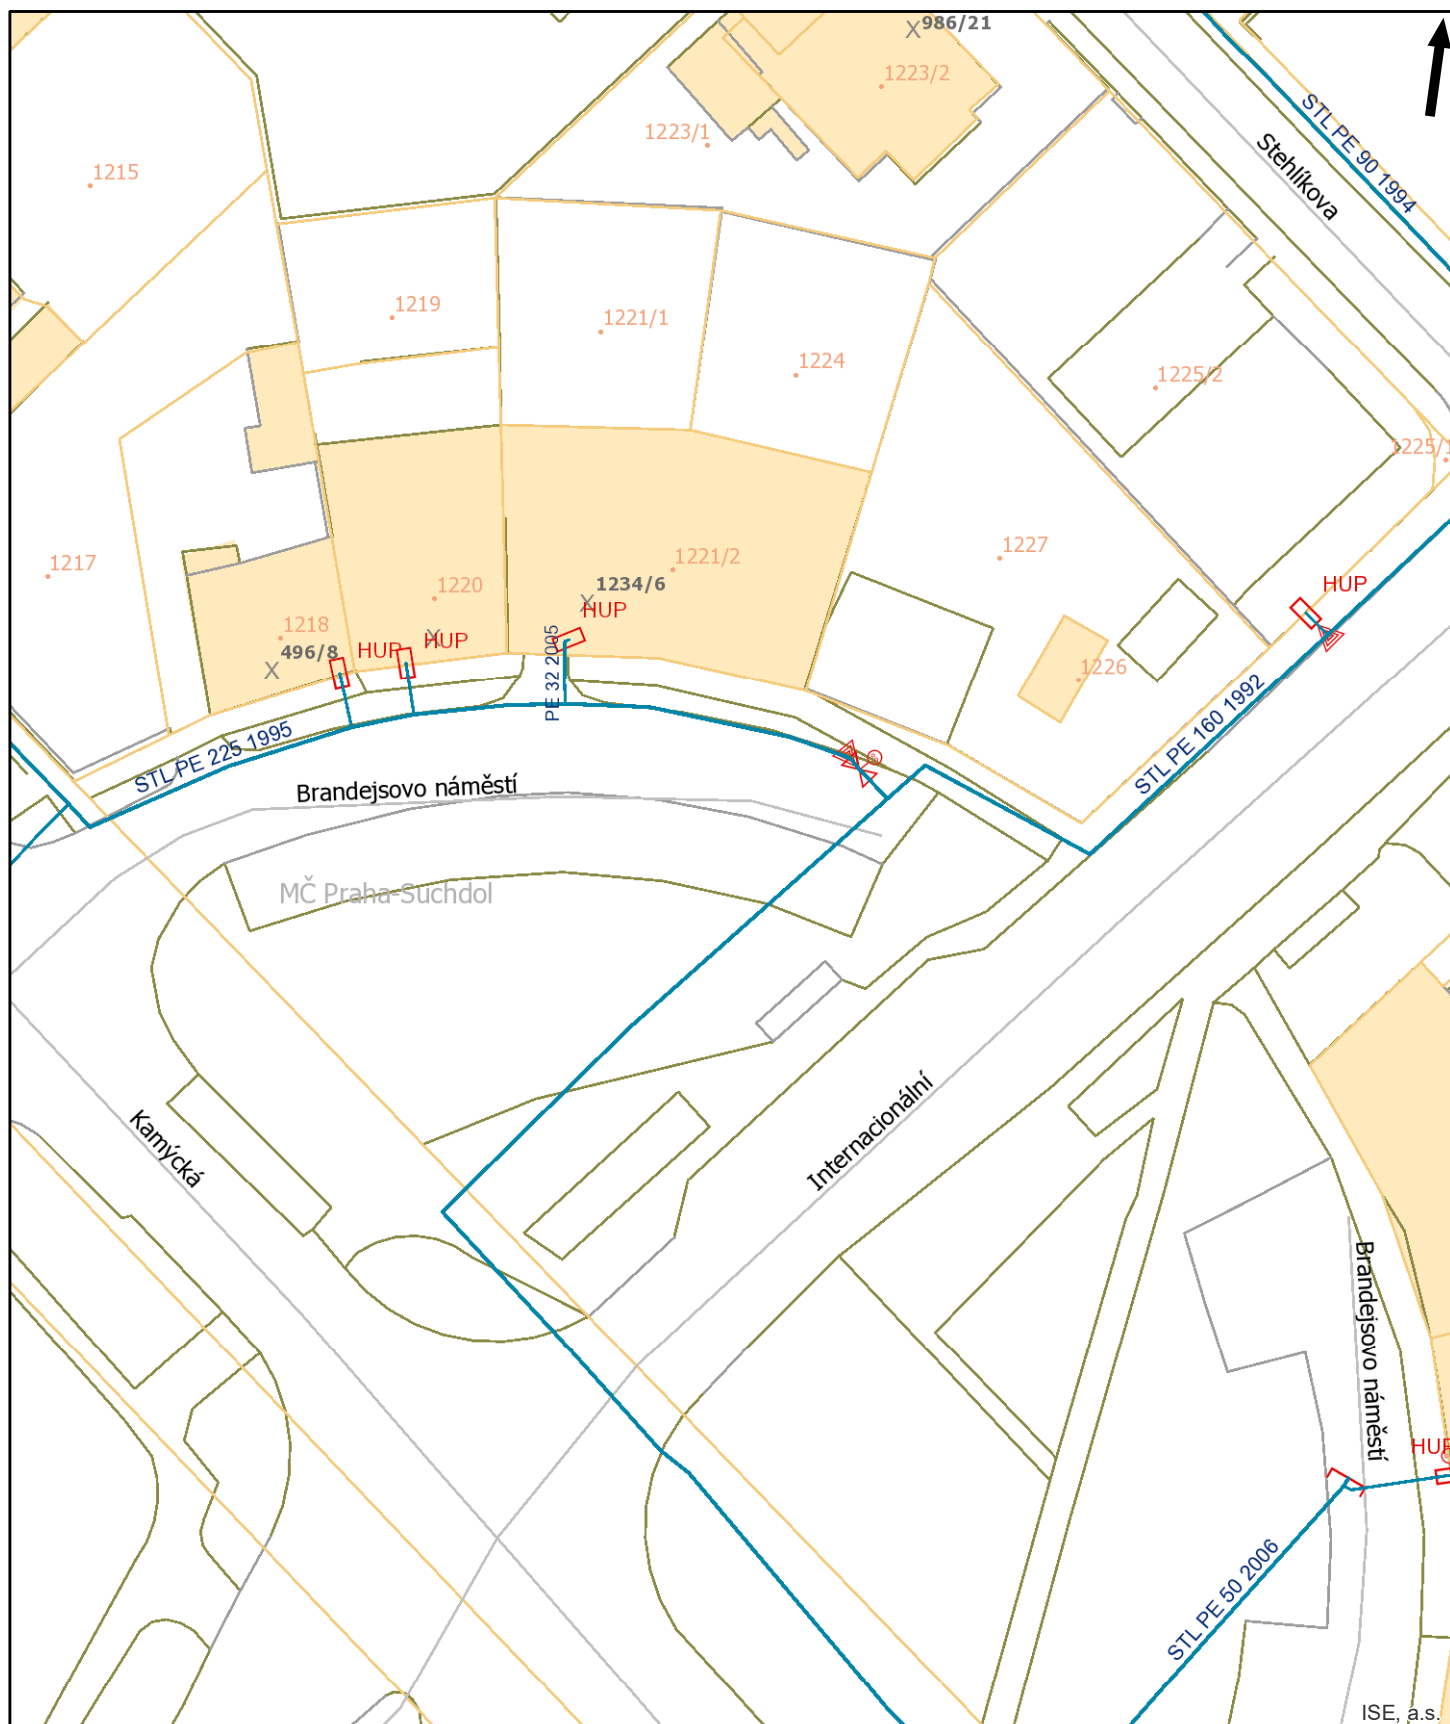 986/21
1223/2
STL PE 90 1994
1223/1
Stehlíkova
1215
1219
1221/1
1224
1225/2
1225/1
1227
1217
1221/2
1234/6
1220
HUP
HUP
1218
HUP
HUP
496/8
1226
PE 32 2005
STL PE 225 1995
STL PE 160 1992
Brandejsovo náměstí
MČ Praha-Suchdol
Kamýcká
Internacionální
Brandejsovo náměstí
HUP
STL PE 50 2006
ISE, a.s.